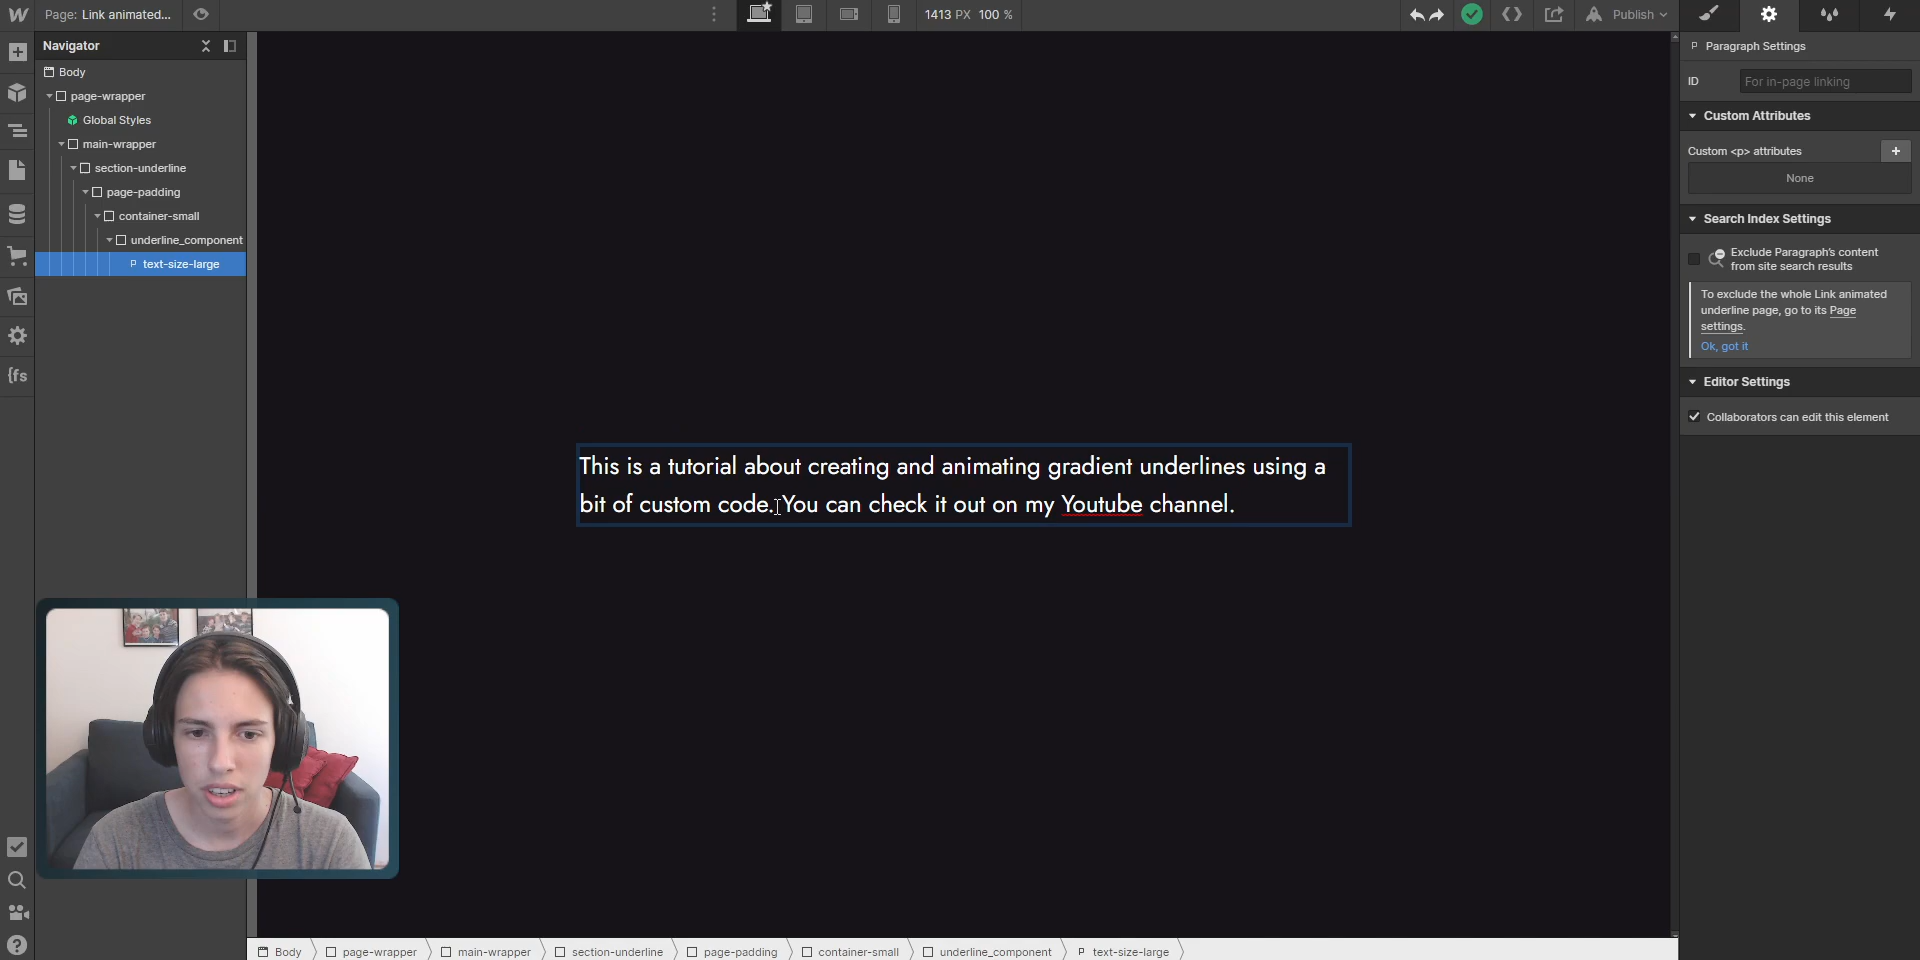 Page: Link animated...
1413 PX 100 %
Publish
Navigator
Body
page-wrapper
Global Styles
main-wrapper
section-underline
page-padding
container-small
underline_component
text-size-large
{fs
This is a tutorial about creating and animating gradient underlines using a
bit of custom code. You can check it out on my Youtube channel.
Paragraph Settings
ID For in-page linking
Custom Attributes
Custom <p> attributes
None
Search Index Settings
Exclude Paragraph's content
from site search results
To exclude the whole Link animated
underline page, go to its Page
settings.
Ok, got it
Editor Settings
Collaborators can edit this element
Body page-wrapper main-wrapper section-underline page-padding container-small underline_component text-size-large